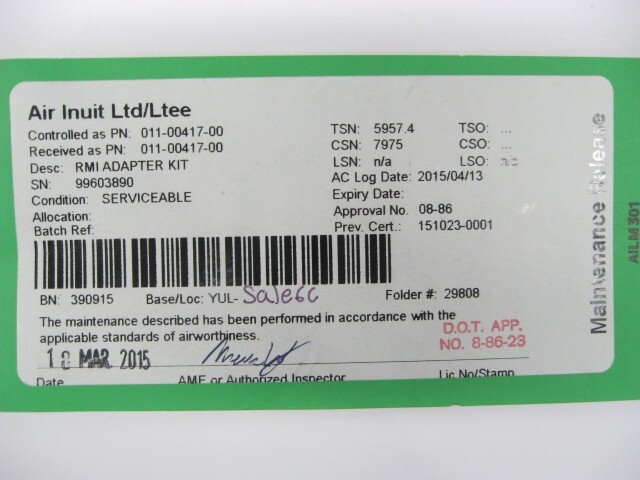 Air Inuit Ltd/Ltee
Controlled as PN: 011-00417-00
Received as PN: 011-00417-00
Desc: RMI ADAPTER KIT
SN: 99603890
Condition: SERVICEABLE
Allocation:
Batch Ref:
TSN: 5957.4 TSO: ...
CSN: 7975 CSO: ...
LSN: n/a LSO:
AC Log Date: 2015/04/13
Expiry Date:
Approval No. 08-86
Prev. Cert.: 151023-0001
BN: 390915 Base/Loc: YUL- Folder #: 29808
The maintenance described has been performed in accordance with the
applicable standards of airworthiness.
D.O.T. APP.
NO. 8-86-23
18 MAR. 2015
Date AME or Authorized Inspector Lic No/Stamp
Maintenance Release
AILM 301